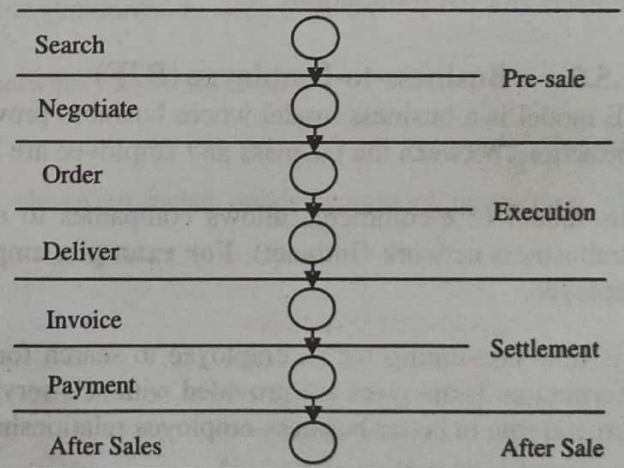 Search
Pre-sale
Negotiate
Order
Execution
Deliver
Invoice
Settlement
Payment
After Sales
After Sale